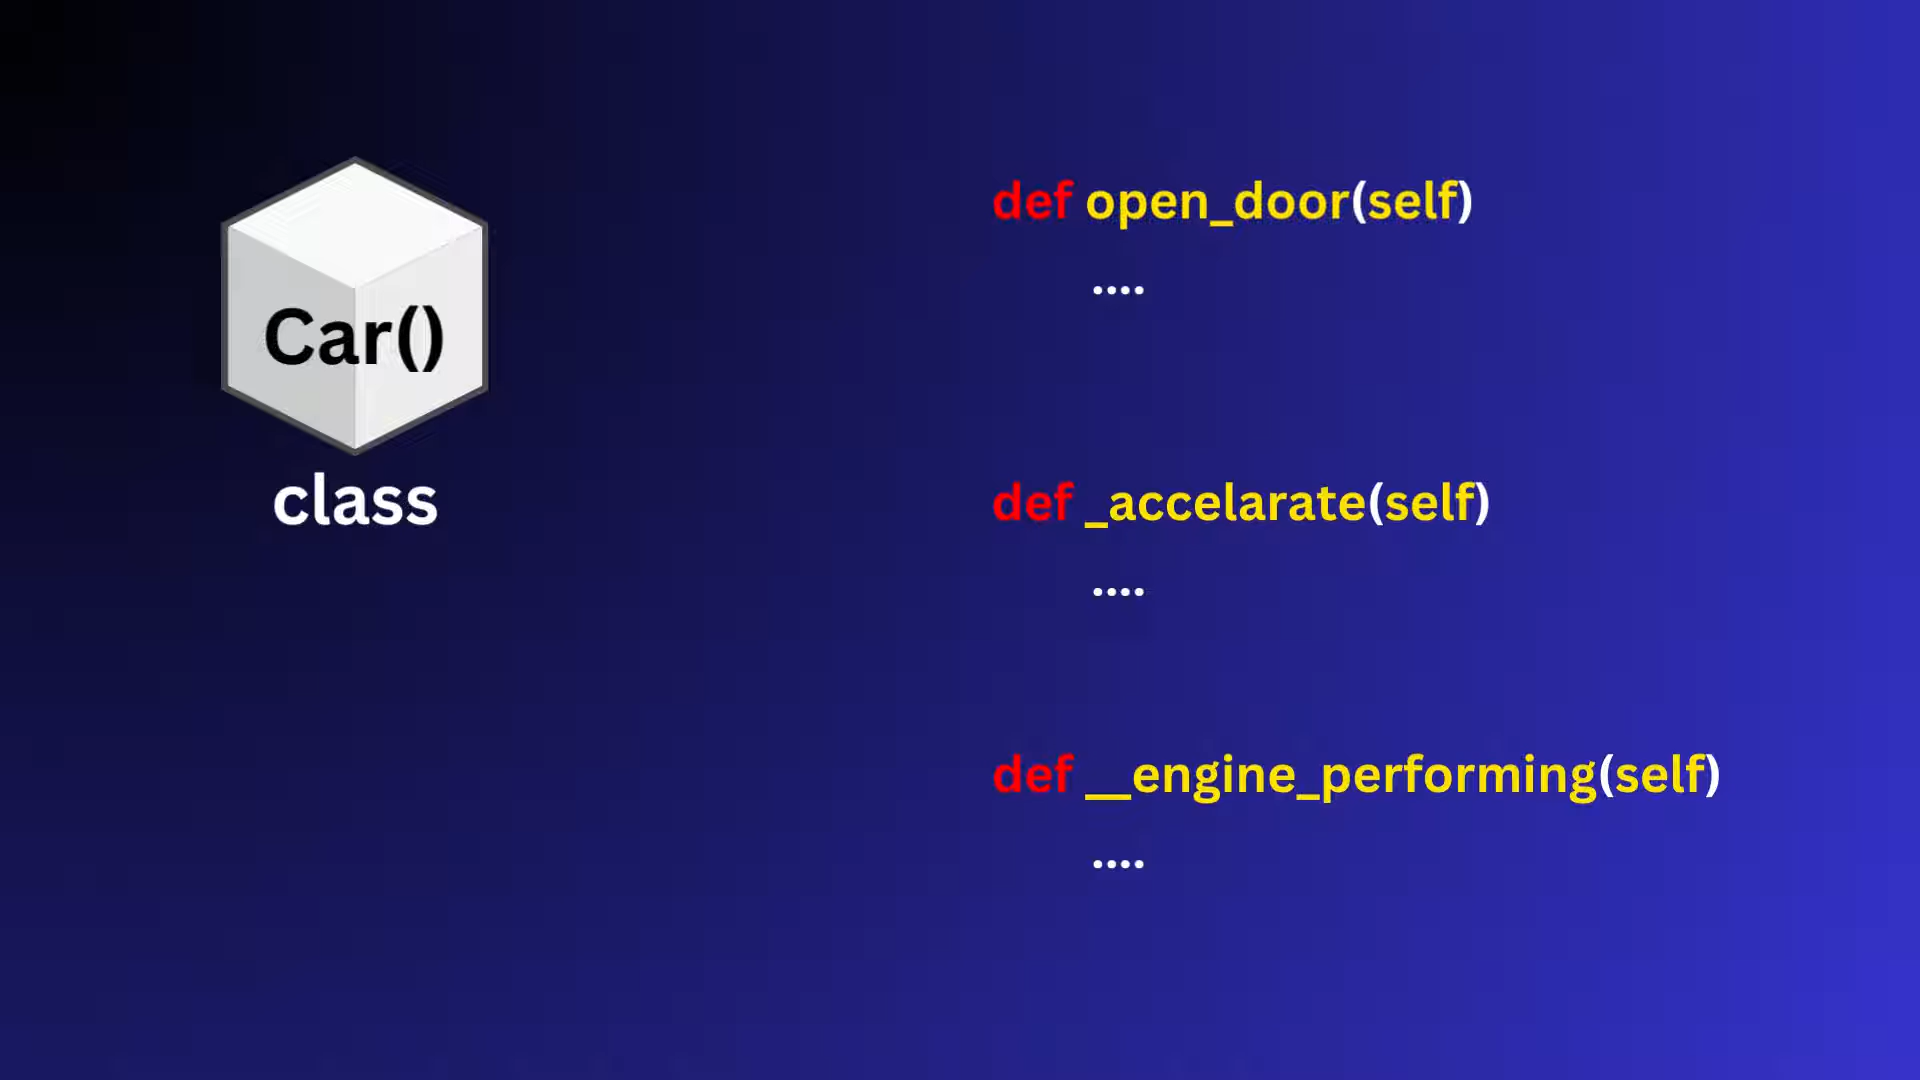 Car()
class
def open_door(self)
....
def _accelarate(self)
....
def __engine_performing(self)
....